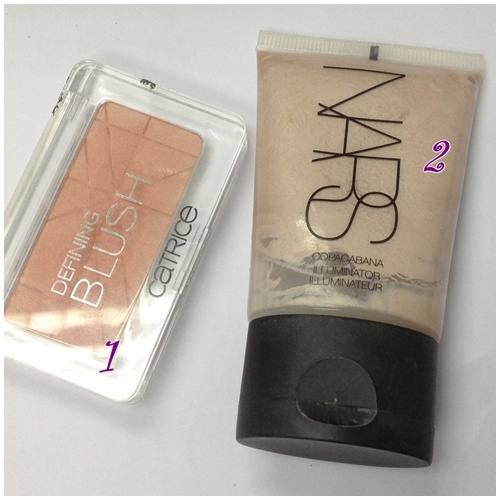 DEFINING
BLUSH
CATRICE
1
NARS
COPACABANA
ILLUMINATOR
ILLUMINATEUR
2